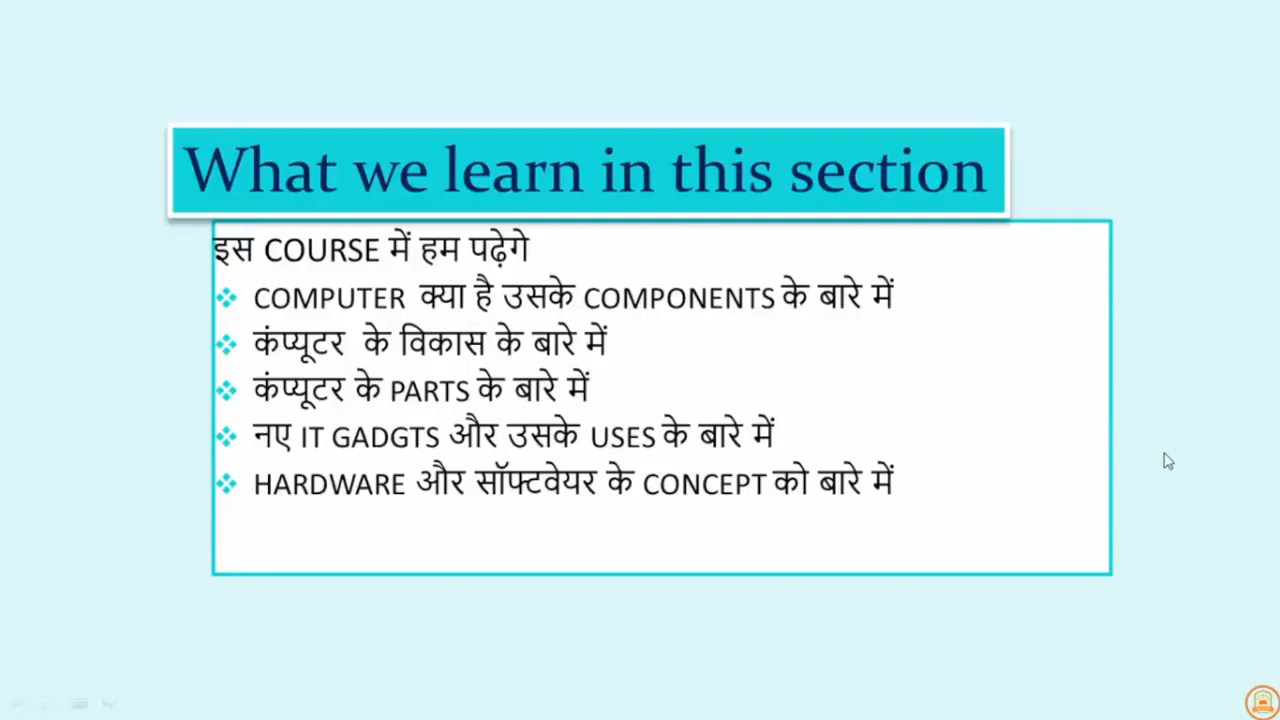 What we learn in this section
इस COURSE में हम पढ़ेगे
COMPUTER क्या है उसके COMPONENTS के बारे में
कंप्यूटर के विकास के बारे में
कंप्यूटर के PARTS के बारे में
नए IT GADGTS और उसके USES के बारे में
HARDWARE और सॉफ्टवेयर के CONCEPT को बारे में